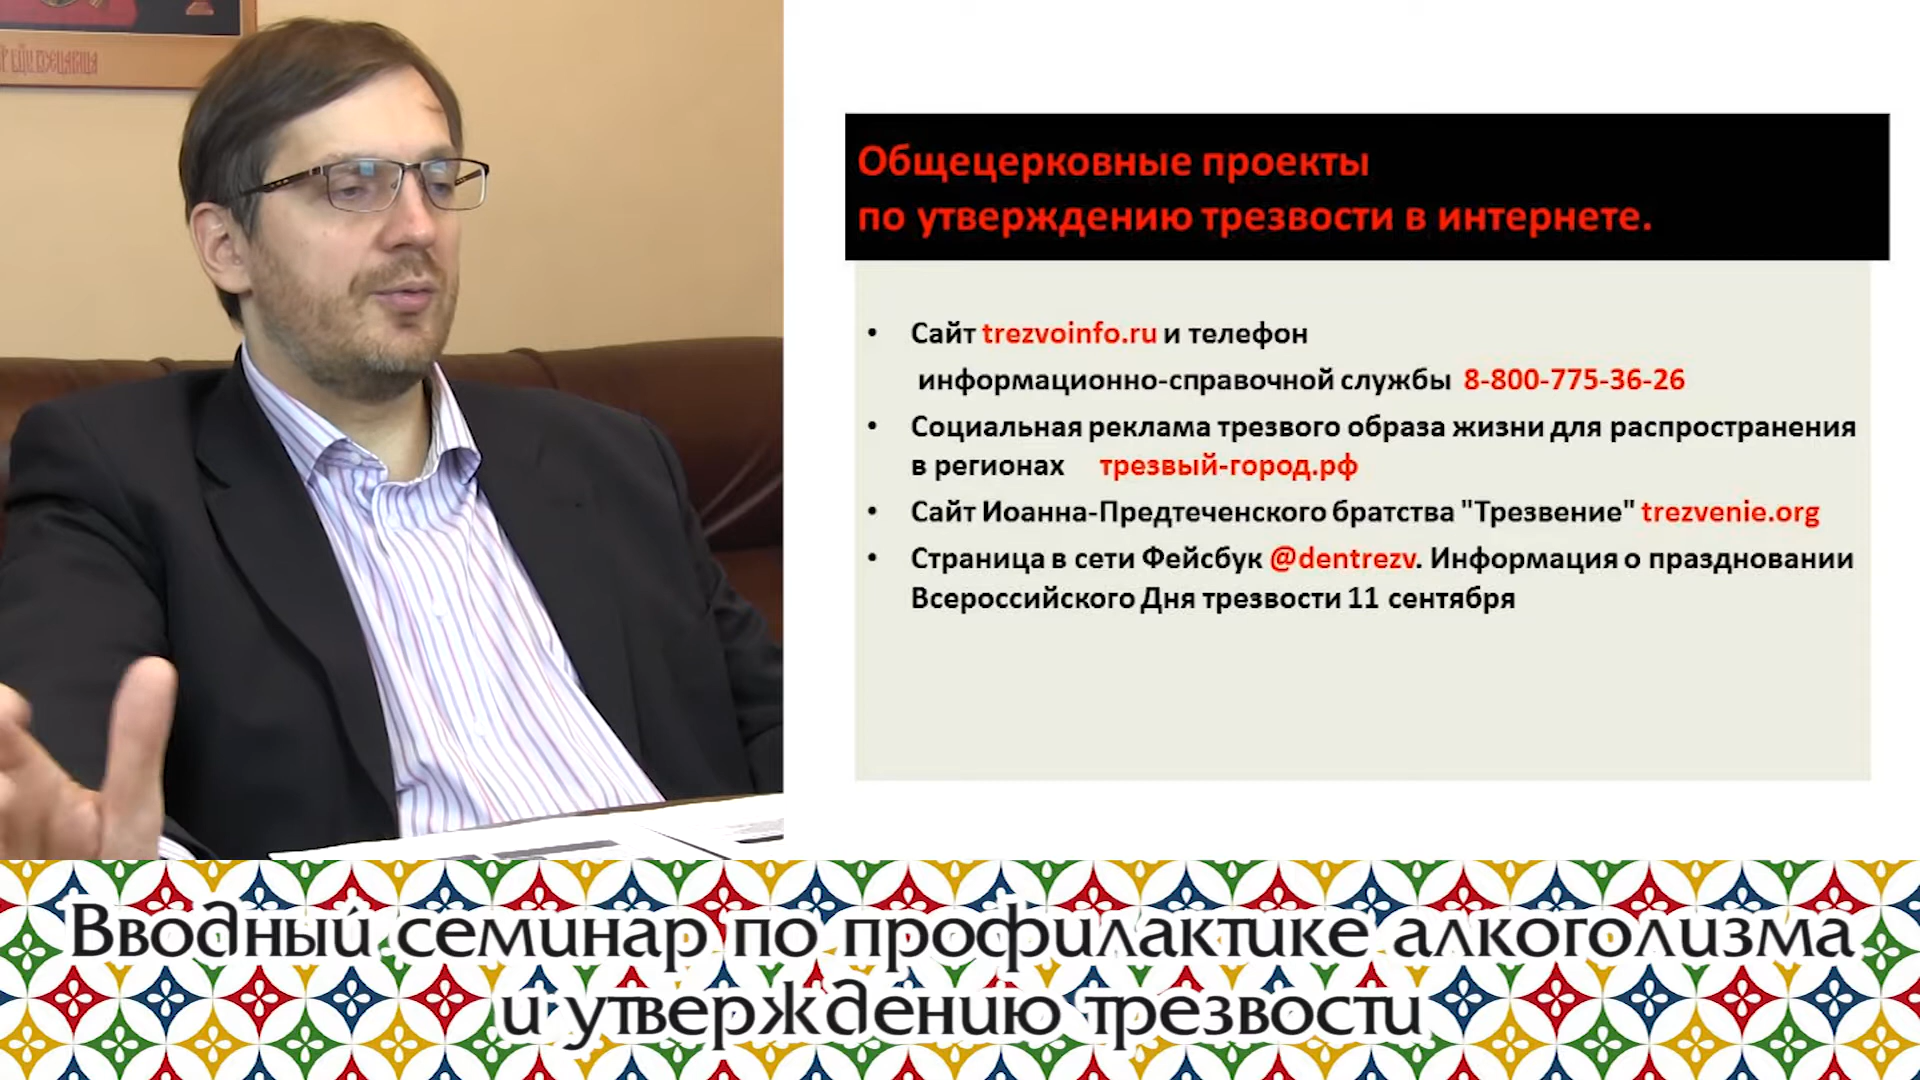 Общецерковные проекты
по утверждению трезвости в интернете.
• Сайт trezvoinfo.ru и телефон
информационно-справочной службы 8-800-775-36-26
• Социальная реклама трезвого образа жизни для распространения
в регионах трезвый-город.рф
• Сайт Иоанна-Предтеченского братства "Трезвение" trezvenie.org
• Страница в сети Фейсбук @dentrezv. Информация о праздновании
Всероссийского Дня трезвости 11 сентября
Вводный семинар по профилактике алкоголизма
и утверждению трезвости